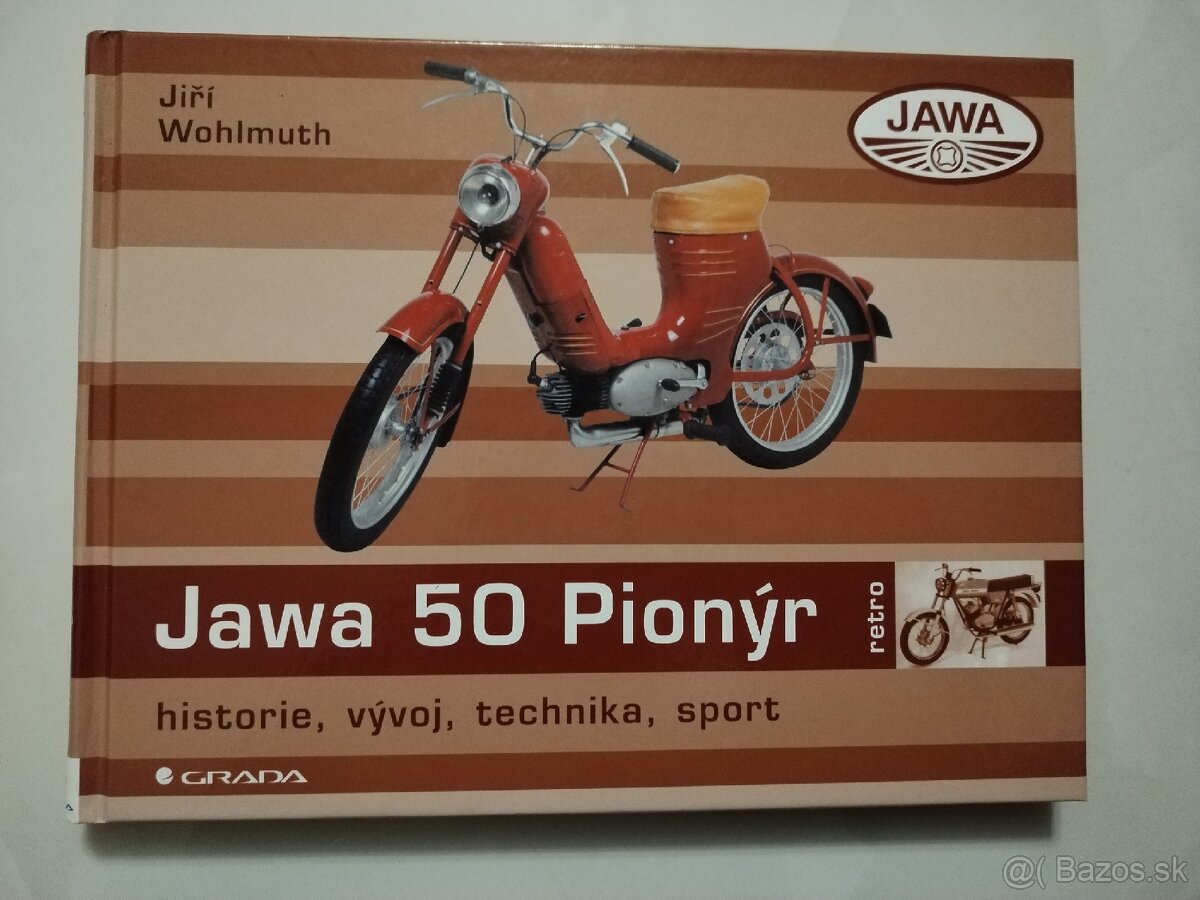 Jiří
Wohlmuth
JAWA
Jawa 50 Pionýr
retro
historie, vývoj, technika, sport
GRADA
@( Bazos.sk